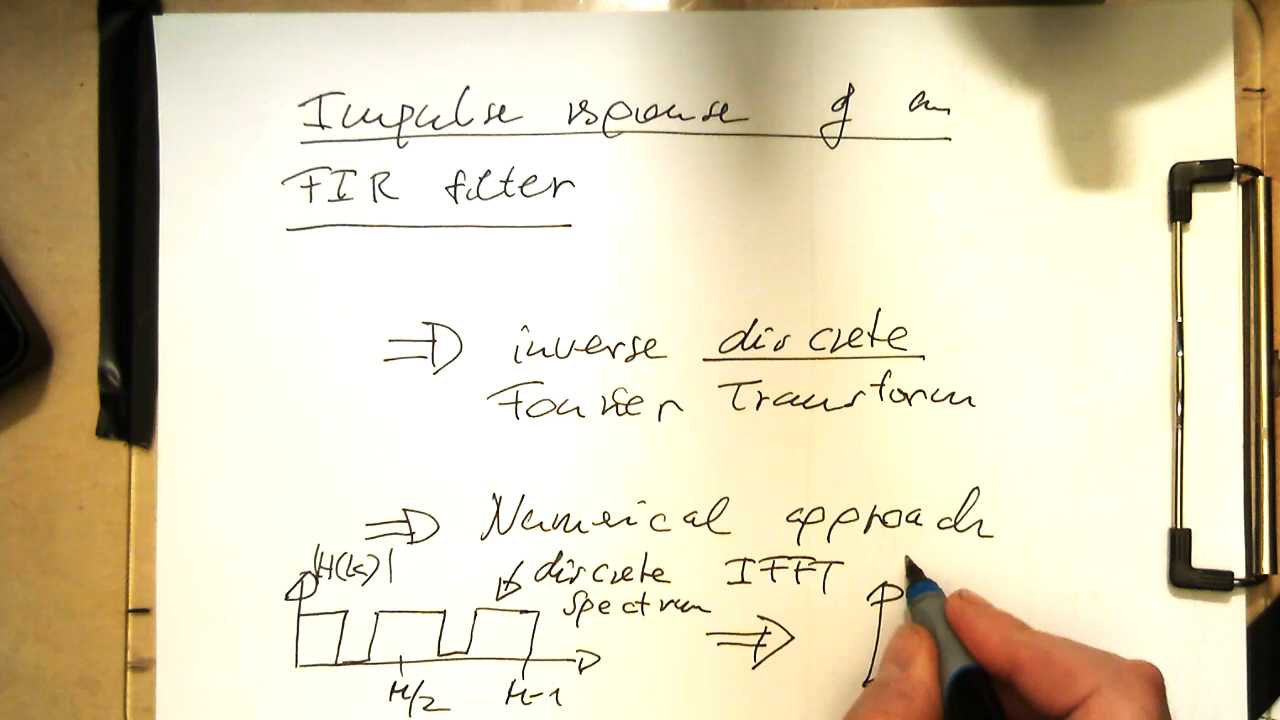 Impulse response of an
FIR filter
⇒ inverse discrete
Fourier Transform
⇒ Numerical approach
|H(k)|
discrete IFFT
spectrum
⇒
M/2 M-1